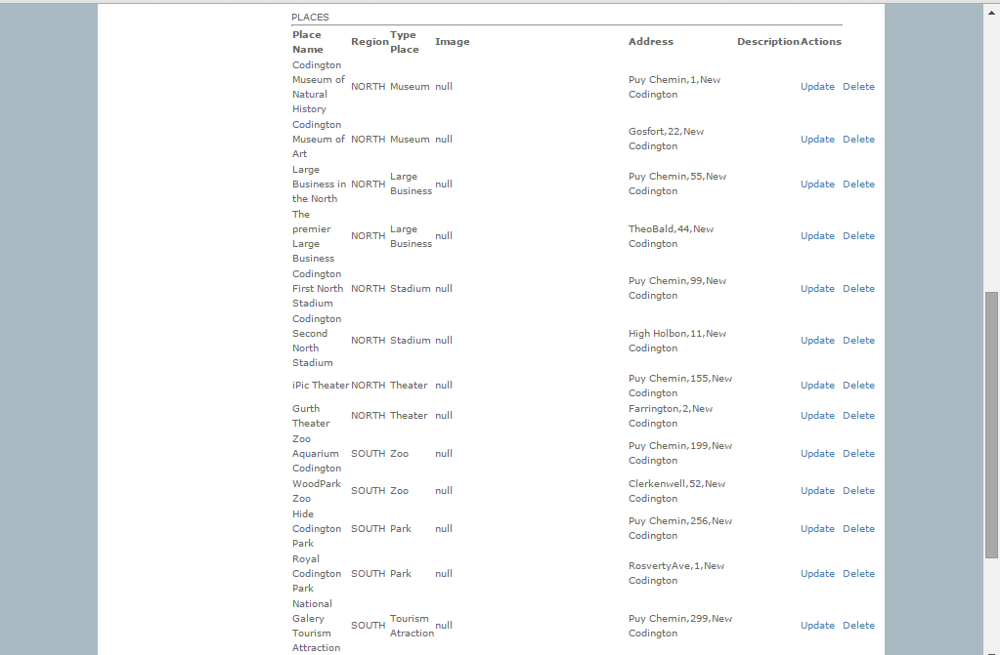 PLACES
Place Name Region Type Place Image Address Description Actions
Codington Museum of Natural History NORTH Museum null Puy Chemin,1,New Codington Update Delete
Codington Museum of Art NORTH Museum null Gosfort,22,New Codington Update Delete
Large Business in the North NORTH Large Business null Puy Chemin,55,New Codington Update Delete
The premier Large Business NORTH Large Business null TheoBald,44,New Codington Update Delete
Codington First North Stadium NORTH Stadium null Puy Chemin,99,New Codington Update Delete
Codington Second North Stadium NORTH Stadium null High Holbon,11,New Codington Update Delete
iPic Theater NORTH Theater null Puy Chemin,155,New Codington Update Delete
Gurth Theater NORTH Theater null Farrington,2,New Codington Update Delete
Zoo Aquarium Codington SOUTH Zoo null Puy Chemin,199,New Codington Update Delete
WoodPark Zoo SOUTH Zoo null Clerkenwell,52,New Codington Update Delete
Hide Codington Park SOUTH Park null Puy Chemin,256,New Codington Update Delete
Royal Codington Park SOUTH Park null RosvertyAve,1,New Codington Update Delete
National Galery Tourism Attraction SOUTH Tourism Atraction null Puy Chemin,299,New Codington Update Delete